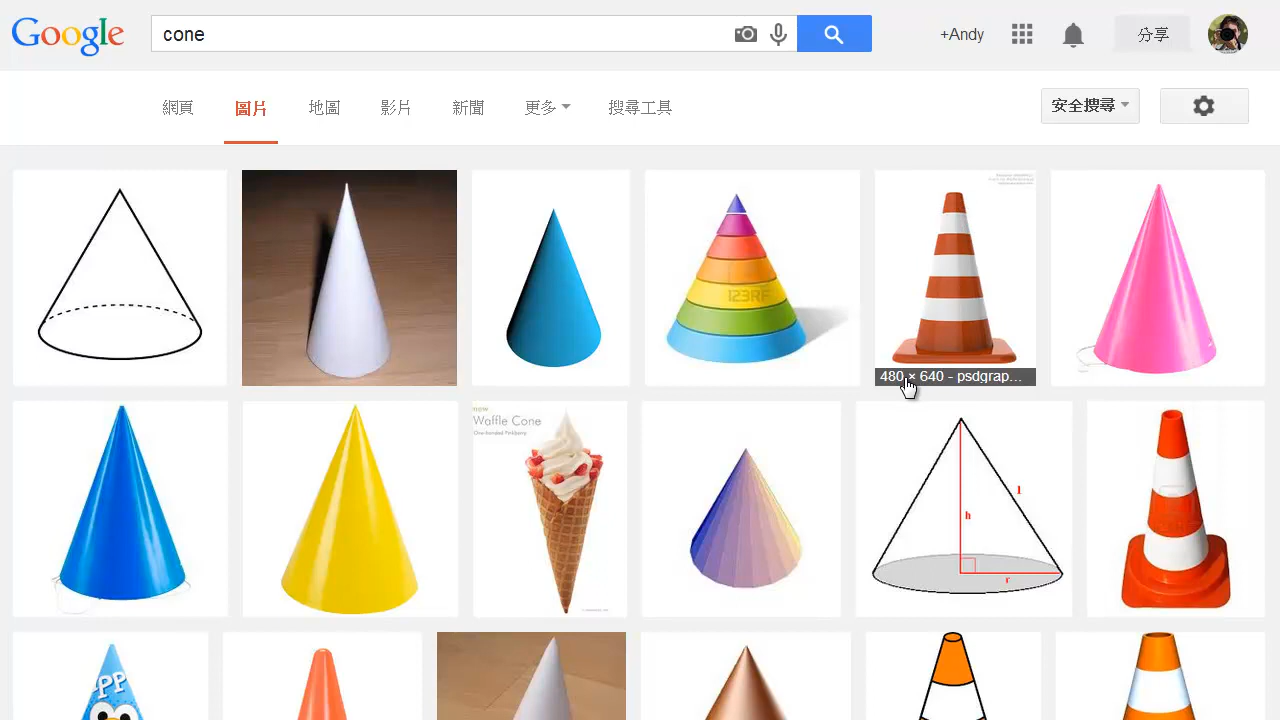 Google
cone
+Andy
分享
網頁
圖片
地圖
影片
新聞
更多
搜尋工具
安全搜尋
123RF
480 × 640 - psdgrap...
Waffle Cone
h
l
r
PP